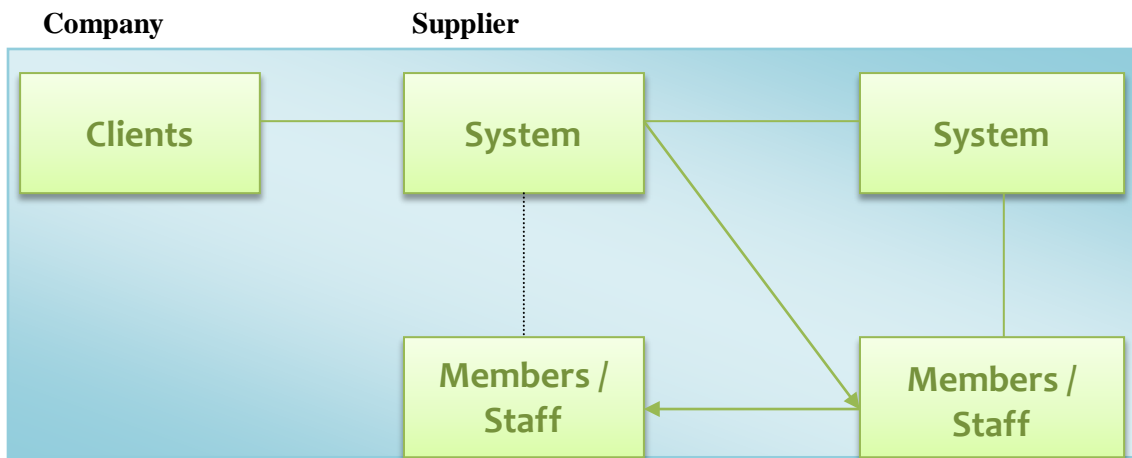 Company Supplier
Clients System System
Members / Staff
Members / Staff